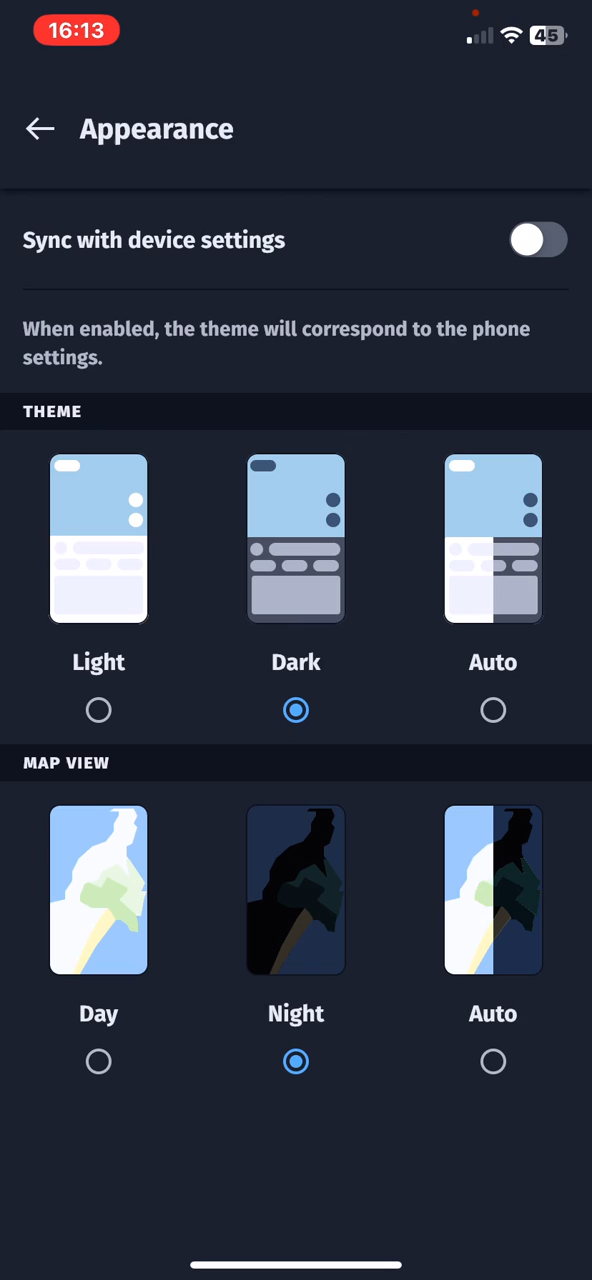 16:13
45
Appearance
Sync with device settings
When enabled, the theme will correspond to the phone
settings.
THEME
Light
Dark
Auto
MAP VIEW
Day
Night
Auto